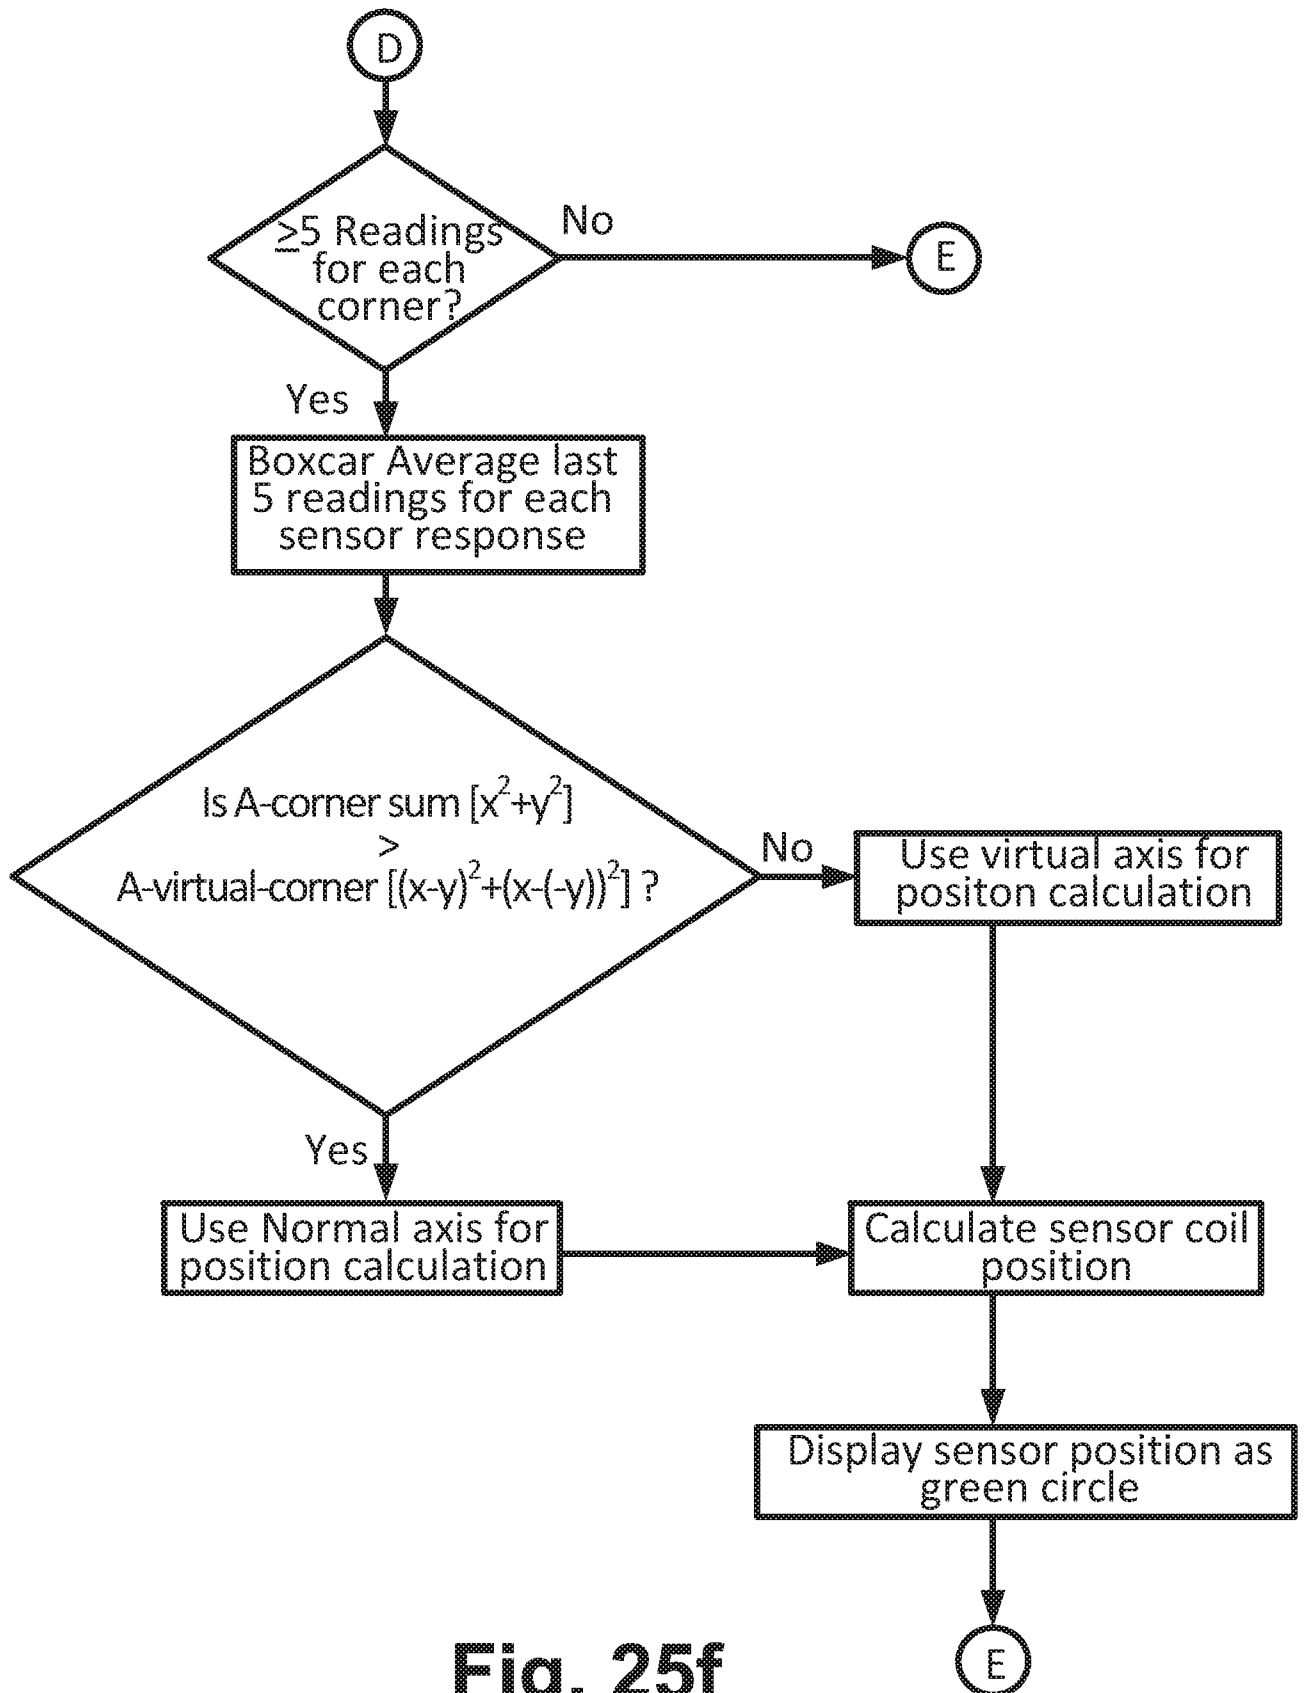 D
≥5 Readings
for each
corner?
No
E
Yes
Boxcar Average last
5 readings for each
sensor response
Is A-corner sum [x²+y²]
>
A-virtual-corner [(x-y)²+(x-(-y))²] ?
No
Use virtual axis for
positon calculation
Yes
Use Normal axis for
position calculation
Calculate sensor coil
position
Display sensor position as
green circle
E
Fig. 25f